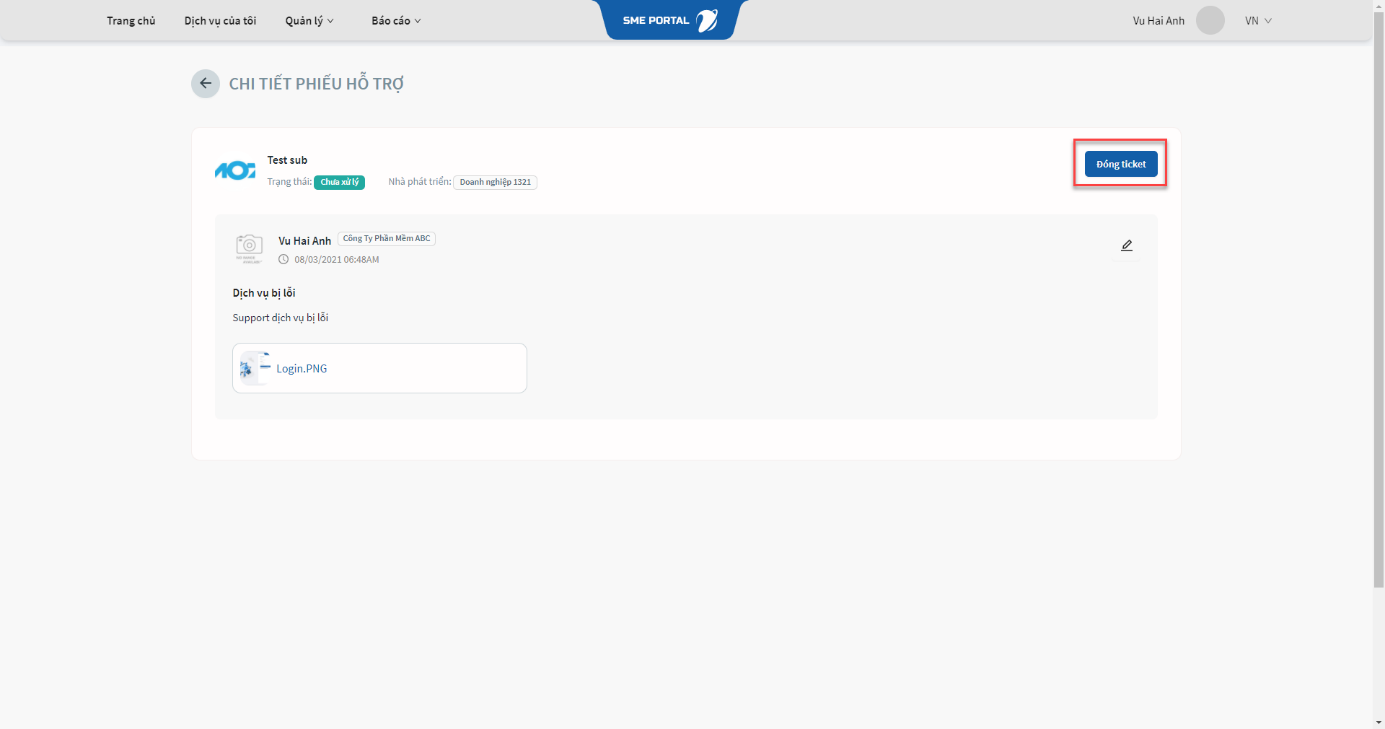 Trang chủ
Dịch vụ của tôi
Quản lý
Báo cáo
SME PORTAL
Vu Hai Anh
VN
CHI TIẾT PHIẾU HỖ TRỢ
Test sub
Trạng thái: Chưa xử lý
Nhà phát triển: Doanh nghiệp 1321
Đóng ticket
Vu Hai Anh Công Ty Phần Mềm ABC
08/03/2021 06:48AM
Dịch vụ bị lỗi
Support dịch vụ bị lỗi
Login.PNG